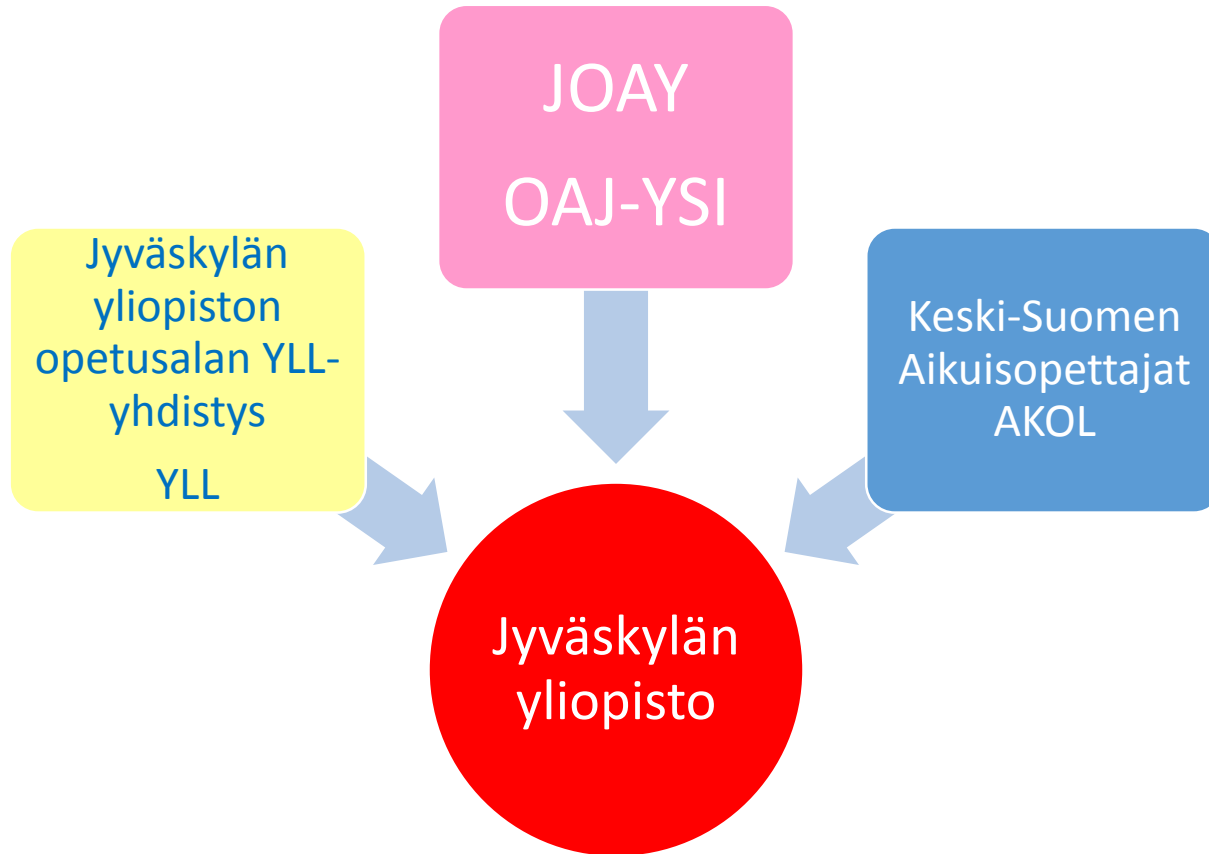 JOAY
OAJ-YSI
Jyväskylän
yliopiston
opetusalan YLL-
yhdistys
YLL
Keski-Suomen
Aikuisopettajat
AKOL
Jyväskylän
yliopisto